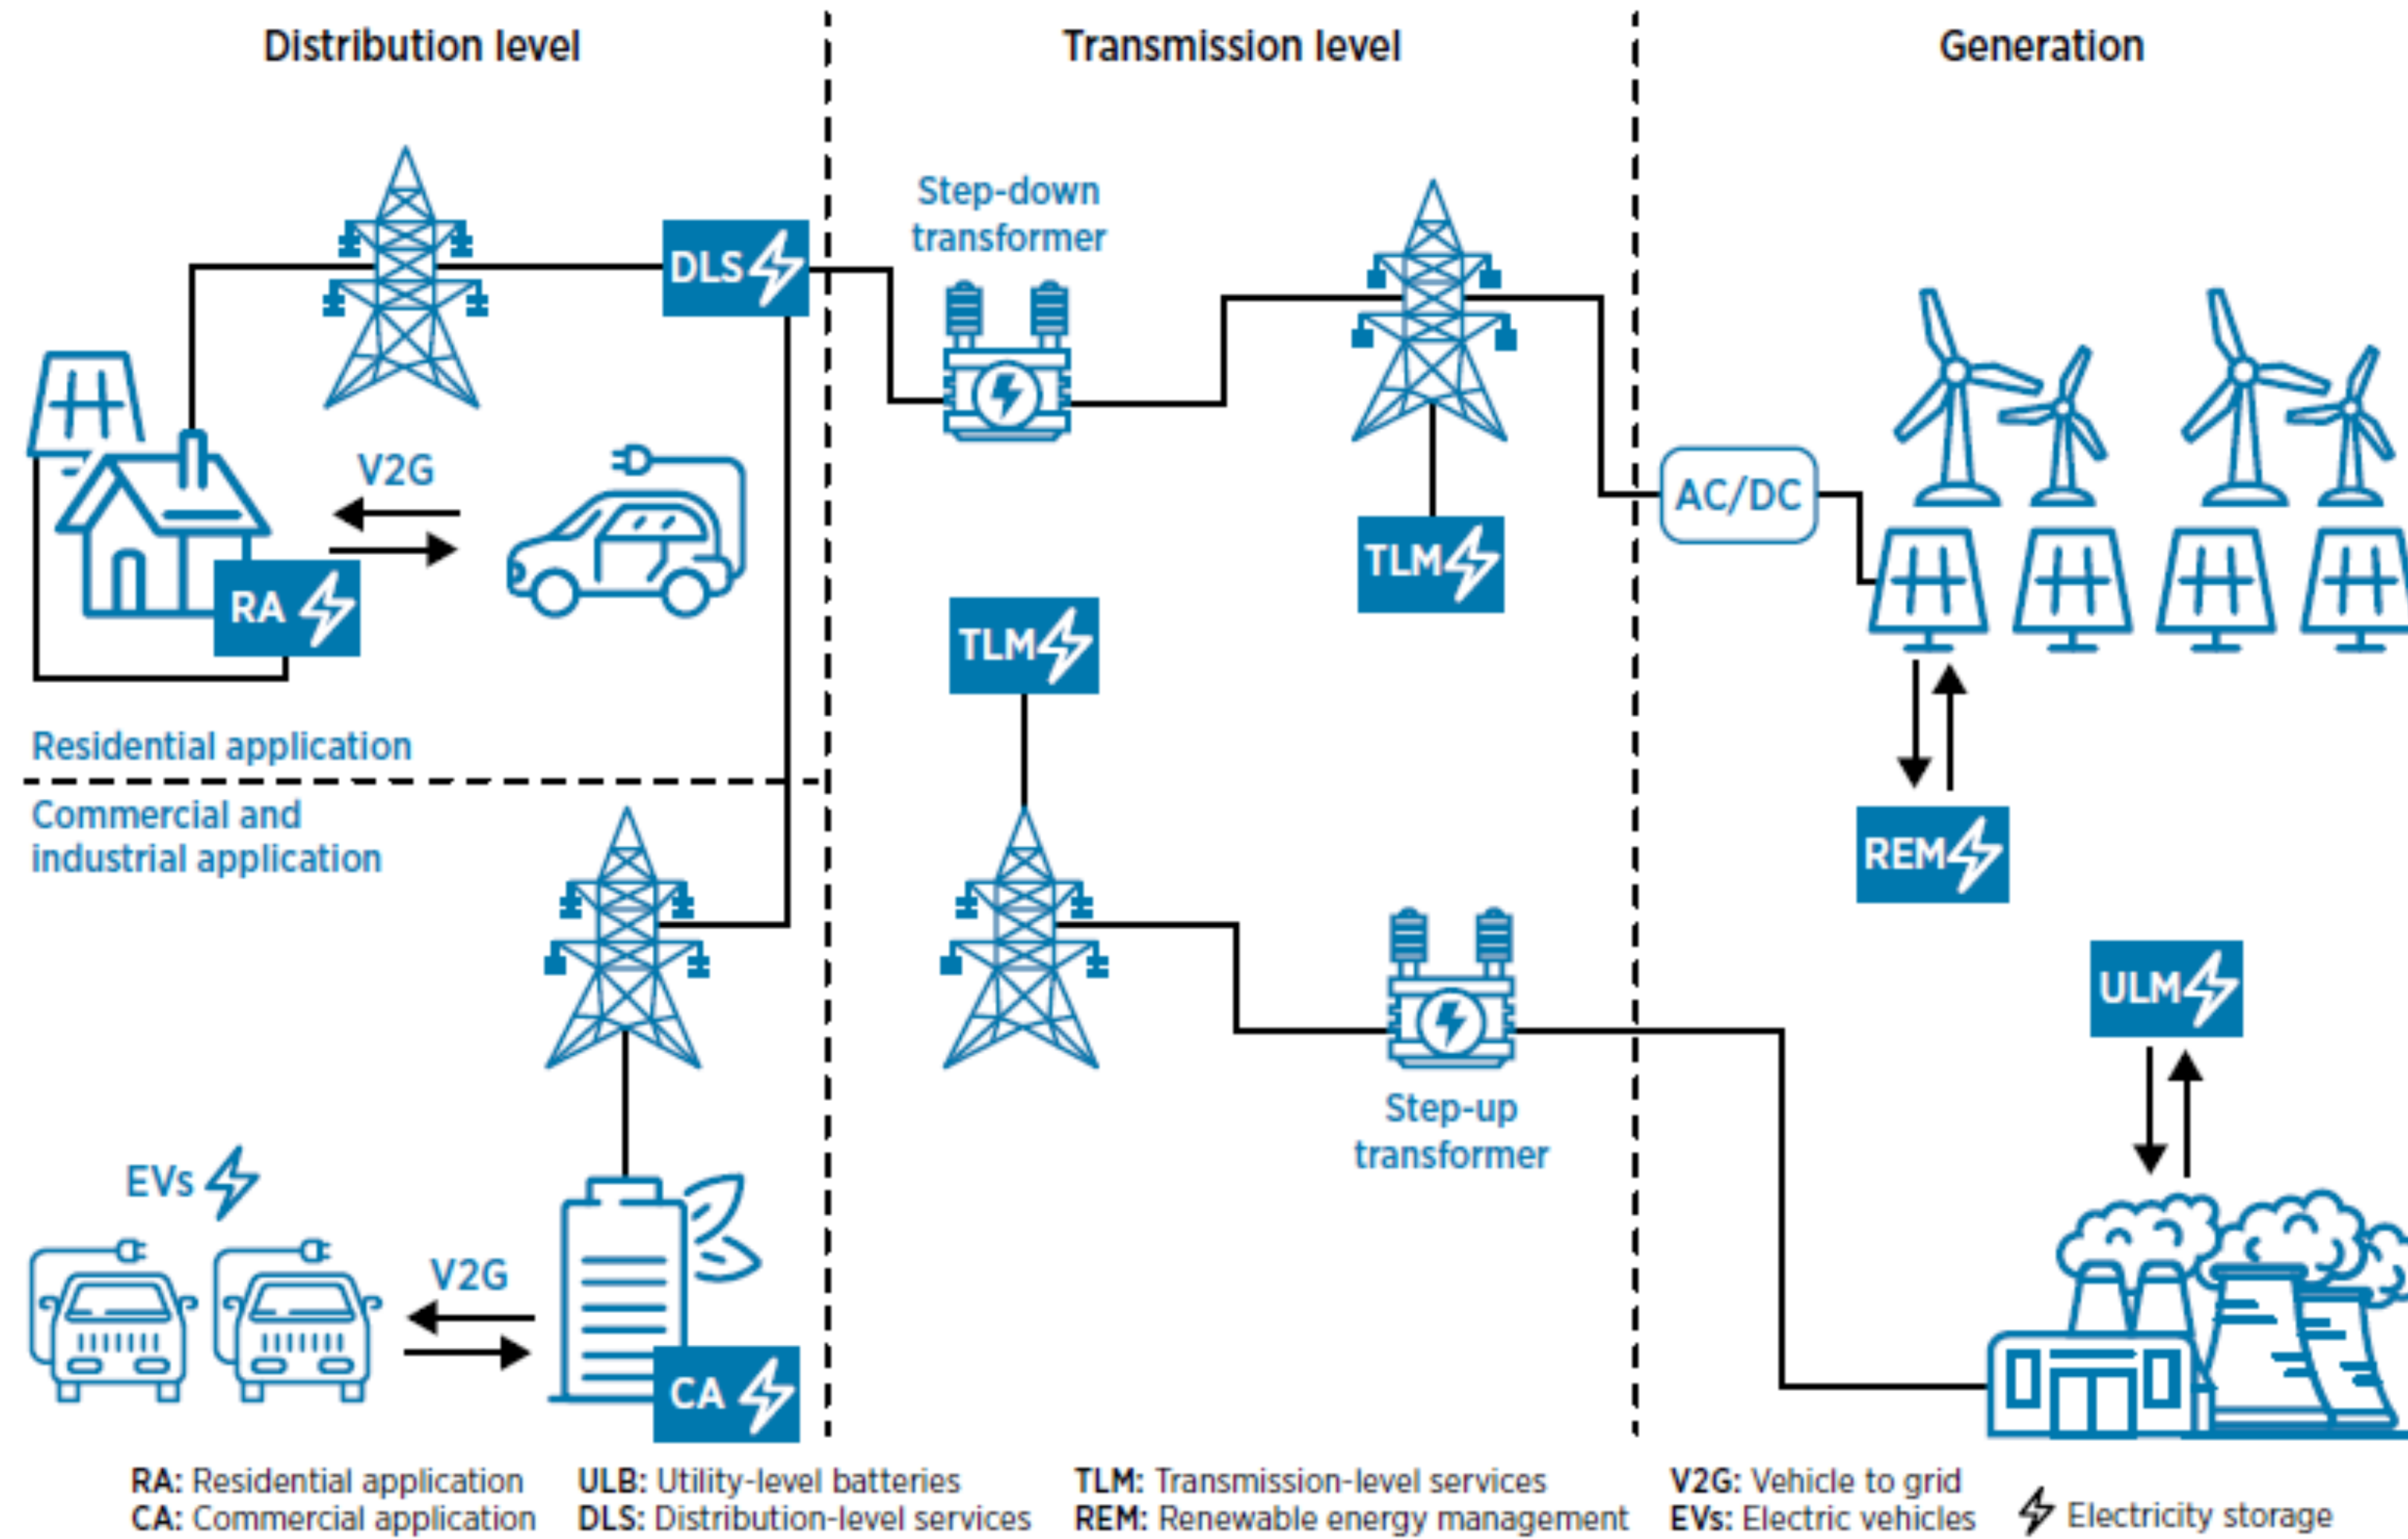 Distribution level
Transmission level
Generation
Step-down
transformer
DLS
V2G
AC/DC
TLM
RA
TLM
Residential application
Commercial and
industrial application
REM
ULM
Step-up
transformer
EVs
V2G
CA
RA: Residential application
CA: Commercial application
ULB: Utility-level batteries
DLS: Distribution-level services
TLM: Transmission-level services
REM: Renewable energy management
V2G: Vehicle to grid
EVs: Electric vehicles
Electricity storage